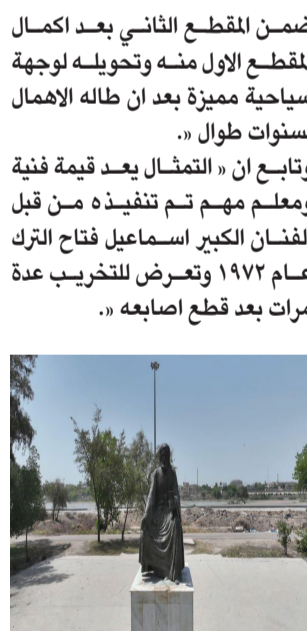 ضمن المقطع الثاني بعد اكمال
المقطع الاول منه وتحويله لوجهة
سياحية مميزة بعد ان طاله الاهمال
لسنوات طوال «.
وتابع ان « التمثال يعد قيمة فنية
ومعلم مهم تم تنفيذه من قبل
الفنان الكبير اسماعيل فتاح الترك
عام ١٩٧٢ وتعرض للتخريب عدة
مرات بعد قطع اصابعه «.